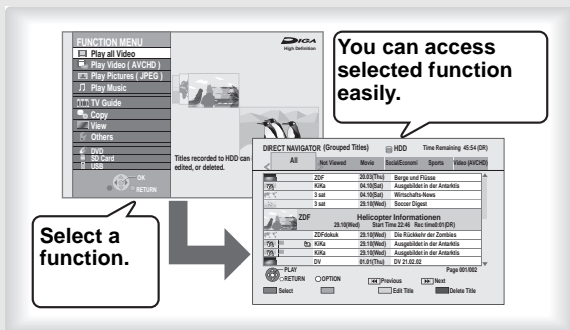 FUNCTION MENU
Play all Video
Play Video ( AVCHD )
Play Pictures ( JPEG )
Play Music
TV Guide
Copy
View
Others
DVD
SD Card
USB
OK
RETURN
DIGA
High Definition
Titles recorded to HDD can
edited, or deleted.
You can access
selected function
easily.
Select a
function.
DIRECT NAVIGATOR (Grouped Titles) HDD Time Remaining 45:54 (DR)
All Not Viewed Movie Social/Economi Sports Video (AVCHD)
ZDF 20.03(Thu) Berge und Flüsse
KiKa 04.10(Sat) Ausgebildet in der Antarktis
3 sat 04.10(Sat) Wirtschafts-News
3 sat 29.10(Wed) Soccer Digest
ZDF Helicopter Informationen
29.10(Wed) Start Time 22:46 Rec time0:01(DR)
ZDFdokuk 29.10(Wed) Die Rückkehr der Zombies
KiKa 29.10(Wed) Ausgebildet in der Antarktis
KiKa 29.10(Wed) Ausgebildet in der Antarktis
DV 01.01(Thu) DV 21.02.02
Page 001/002
PLAY
RETURN OPTION Previous Next
Select Edit Title Delete Title